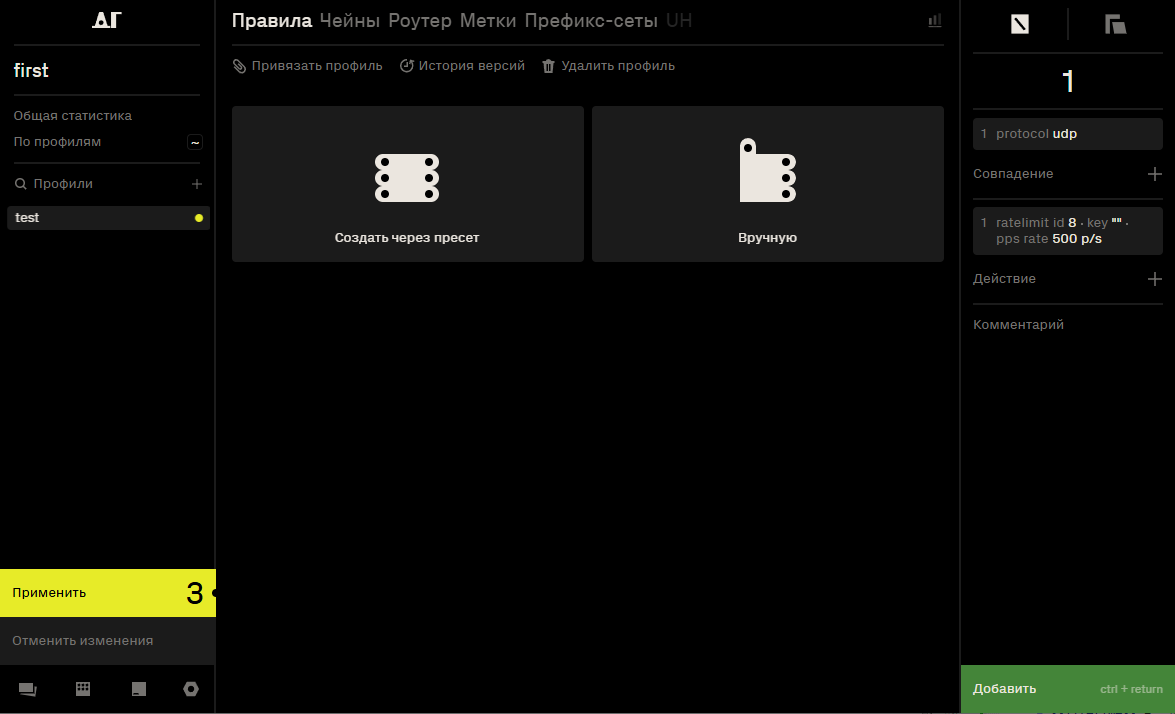 ДГ
first
Общая статистика
По профилям ~
Профили +
test
Применить 3
Отменить изменения
Правила Чейны Роутер Метки Префикс-сеты UH
Привязать профиль История версий Удалить профиль
Создать через пресет
Вручную
1
1 protocol udp
Совпадение +
1 ratelimit id 8 · key "" ·
pps rate 500 p/s
Действие +
Комментарий
Добавить ctrl + return